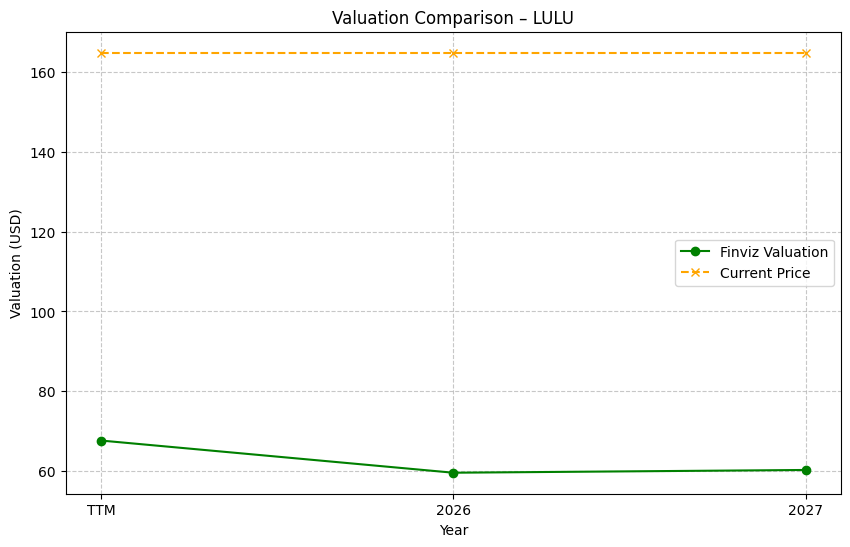 Valuation Comparison – LULU
Valuation (USD)
160
140
120
100
80
60
Finviz Valuation
Current Price
TTM
2026
2027
Year